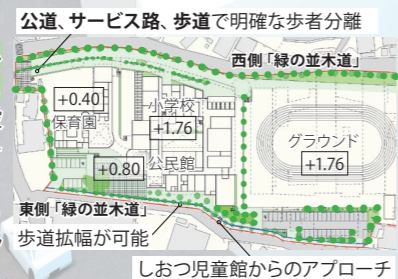 公道、サービス路、歩道で明確な歩者分離
西側「緑の並木道」
+0.40
保育園
小学校
+1.76
グラウンド
+1.76
+0.80
公民館
東側「緑の並木道」
歩道拡幅が可能
しおつ児童館からのアプローチ